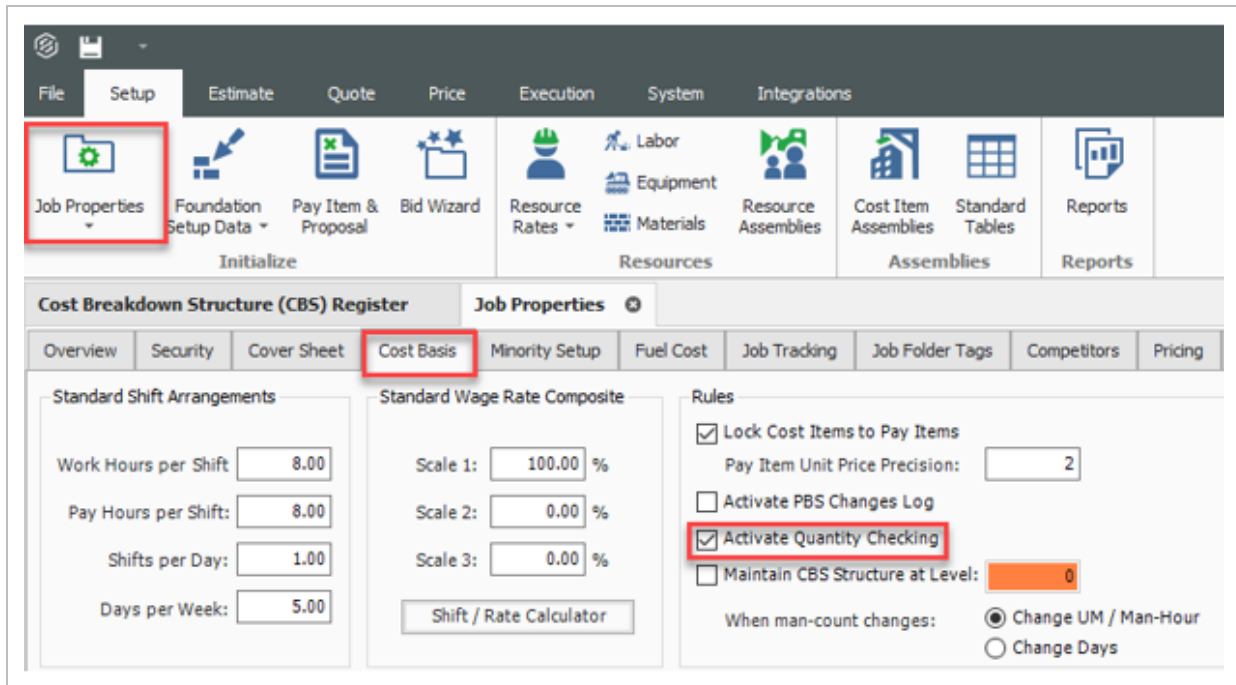 File Setup Estimate Quote Price Execution System Integrations
Job Properties
Foundation Setup Data
Pay Item & Proposal
Bid Wizard
Initialize
Resource Rates
Labor
Equipment
Materials
Resource Assemblies
Resources
Cost Item Assemblies
Standard Tables
Assemblies
Reports
Reports
Cost Breakdown Structure (CBS) Register Job Properties
Overview Security Cover Sheet Cost Basis Minority Setup Fuel Cost Job Tracking Job Folder Tags Competitors Pricing
Standard Shift Arrangements
Work Hours per Shift 8.00
Pay Hours per Shift: 8.00
Shifts per Day: 1.00
Days per Week: 5.00
Standard Wage Rate Composite
Scale 1: 100.00 %
Scale 2: 0.00 %
Scale 3: 0.00 %
Shift / Rate Calculator
Rules
Lock Cost Items to Pay Items
Pay Item Unit Price Precision: 2
Activate PBS Changes Log
Activate Quantity Checking
Maintain CBS Structure at Level: 0
When man-count changes: Change UM / Man-Hour
Change Days